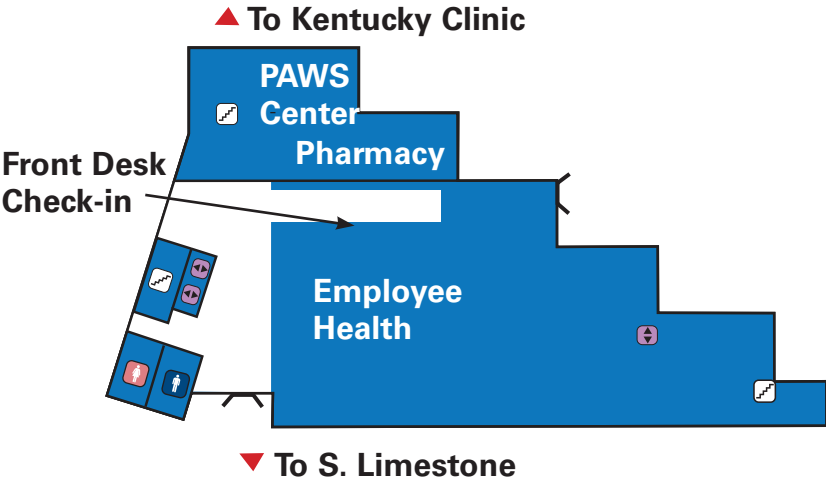 To Kentucky Clinic
PAWS
Center
Pharmacy
Front Desk
Check-in
Employee
Health
To S. Limestone